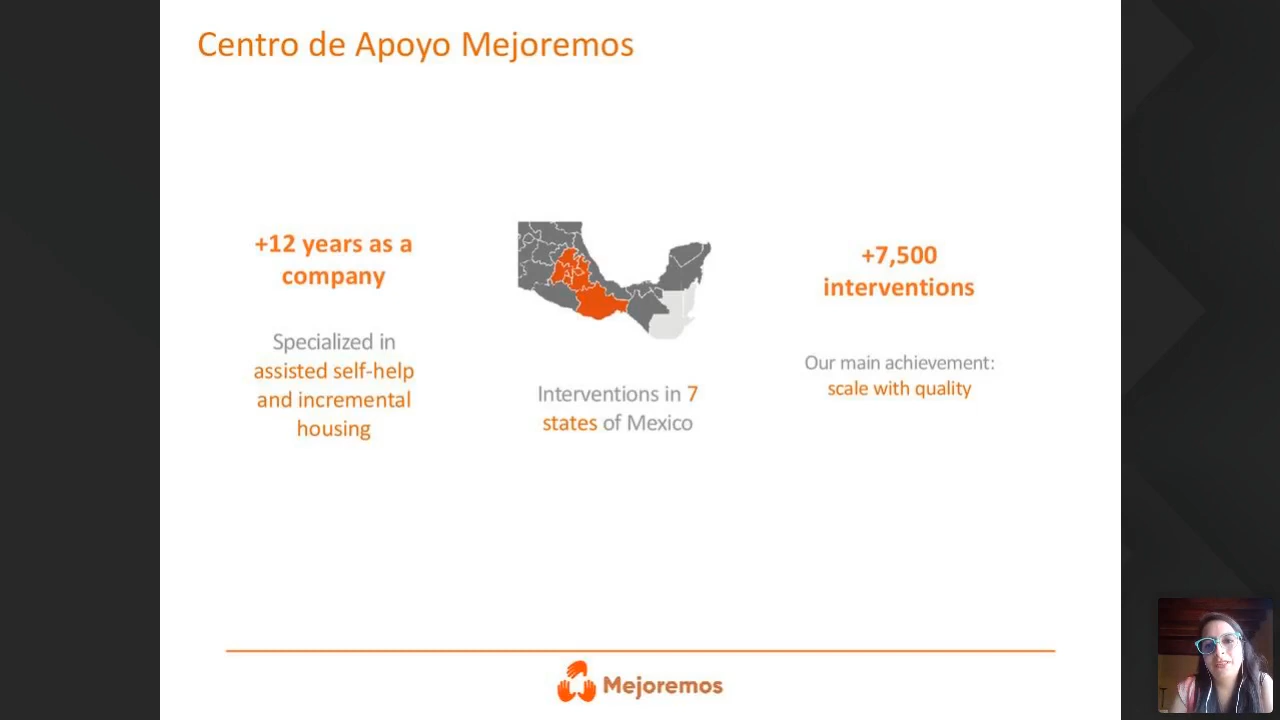 Centro de Apoyo Mejoremos
+12 years as a
company
Specialized in
assisted self-help
and incremental
housing
Interventions in 7
states of Mexico
+7,500
interventions
Our main achievement:
scale with quality
Mejoremos